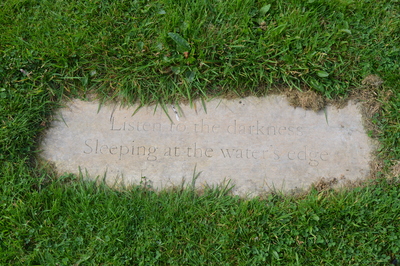 Listen to the darkness
Sleeping at the water's edge